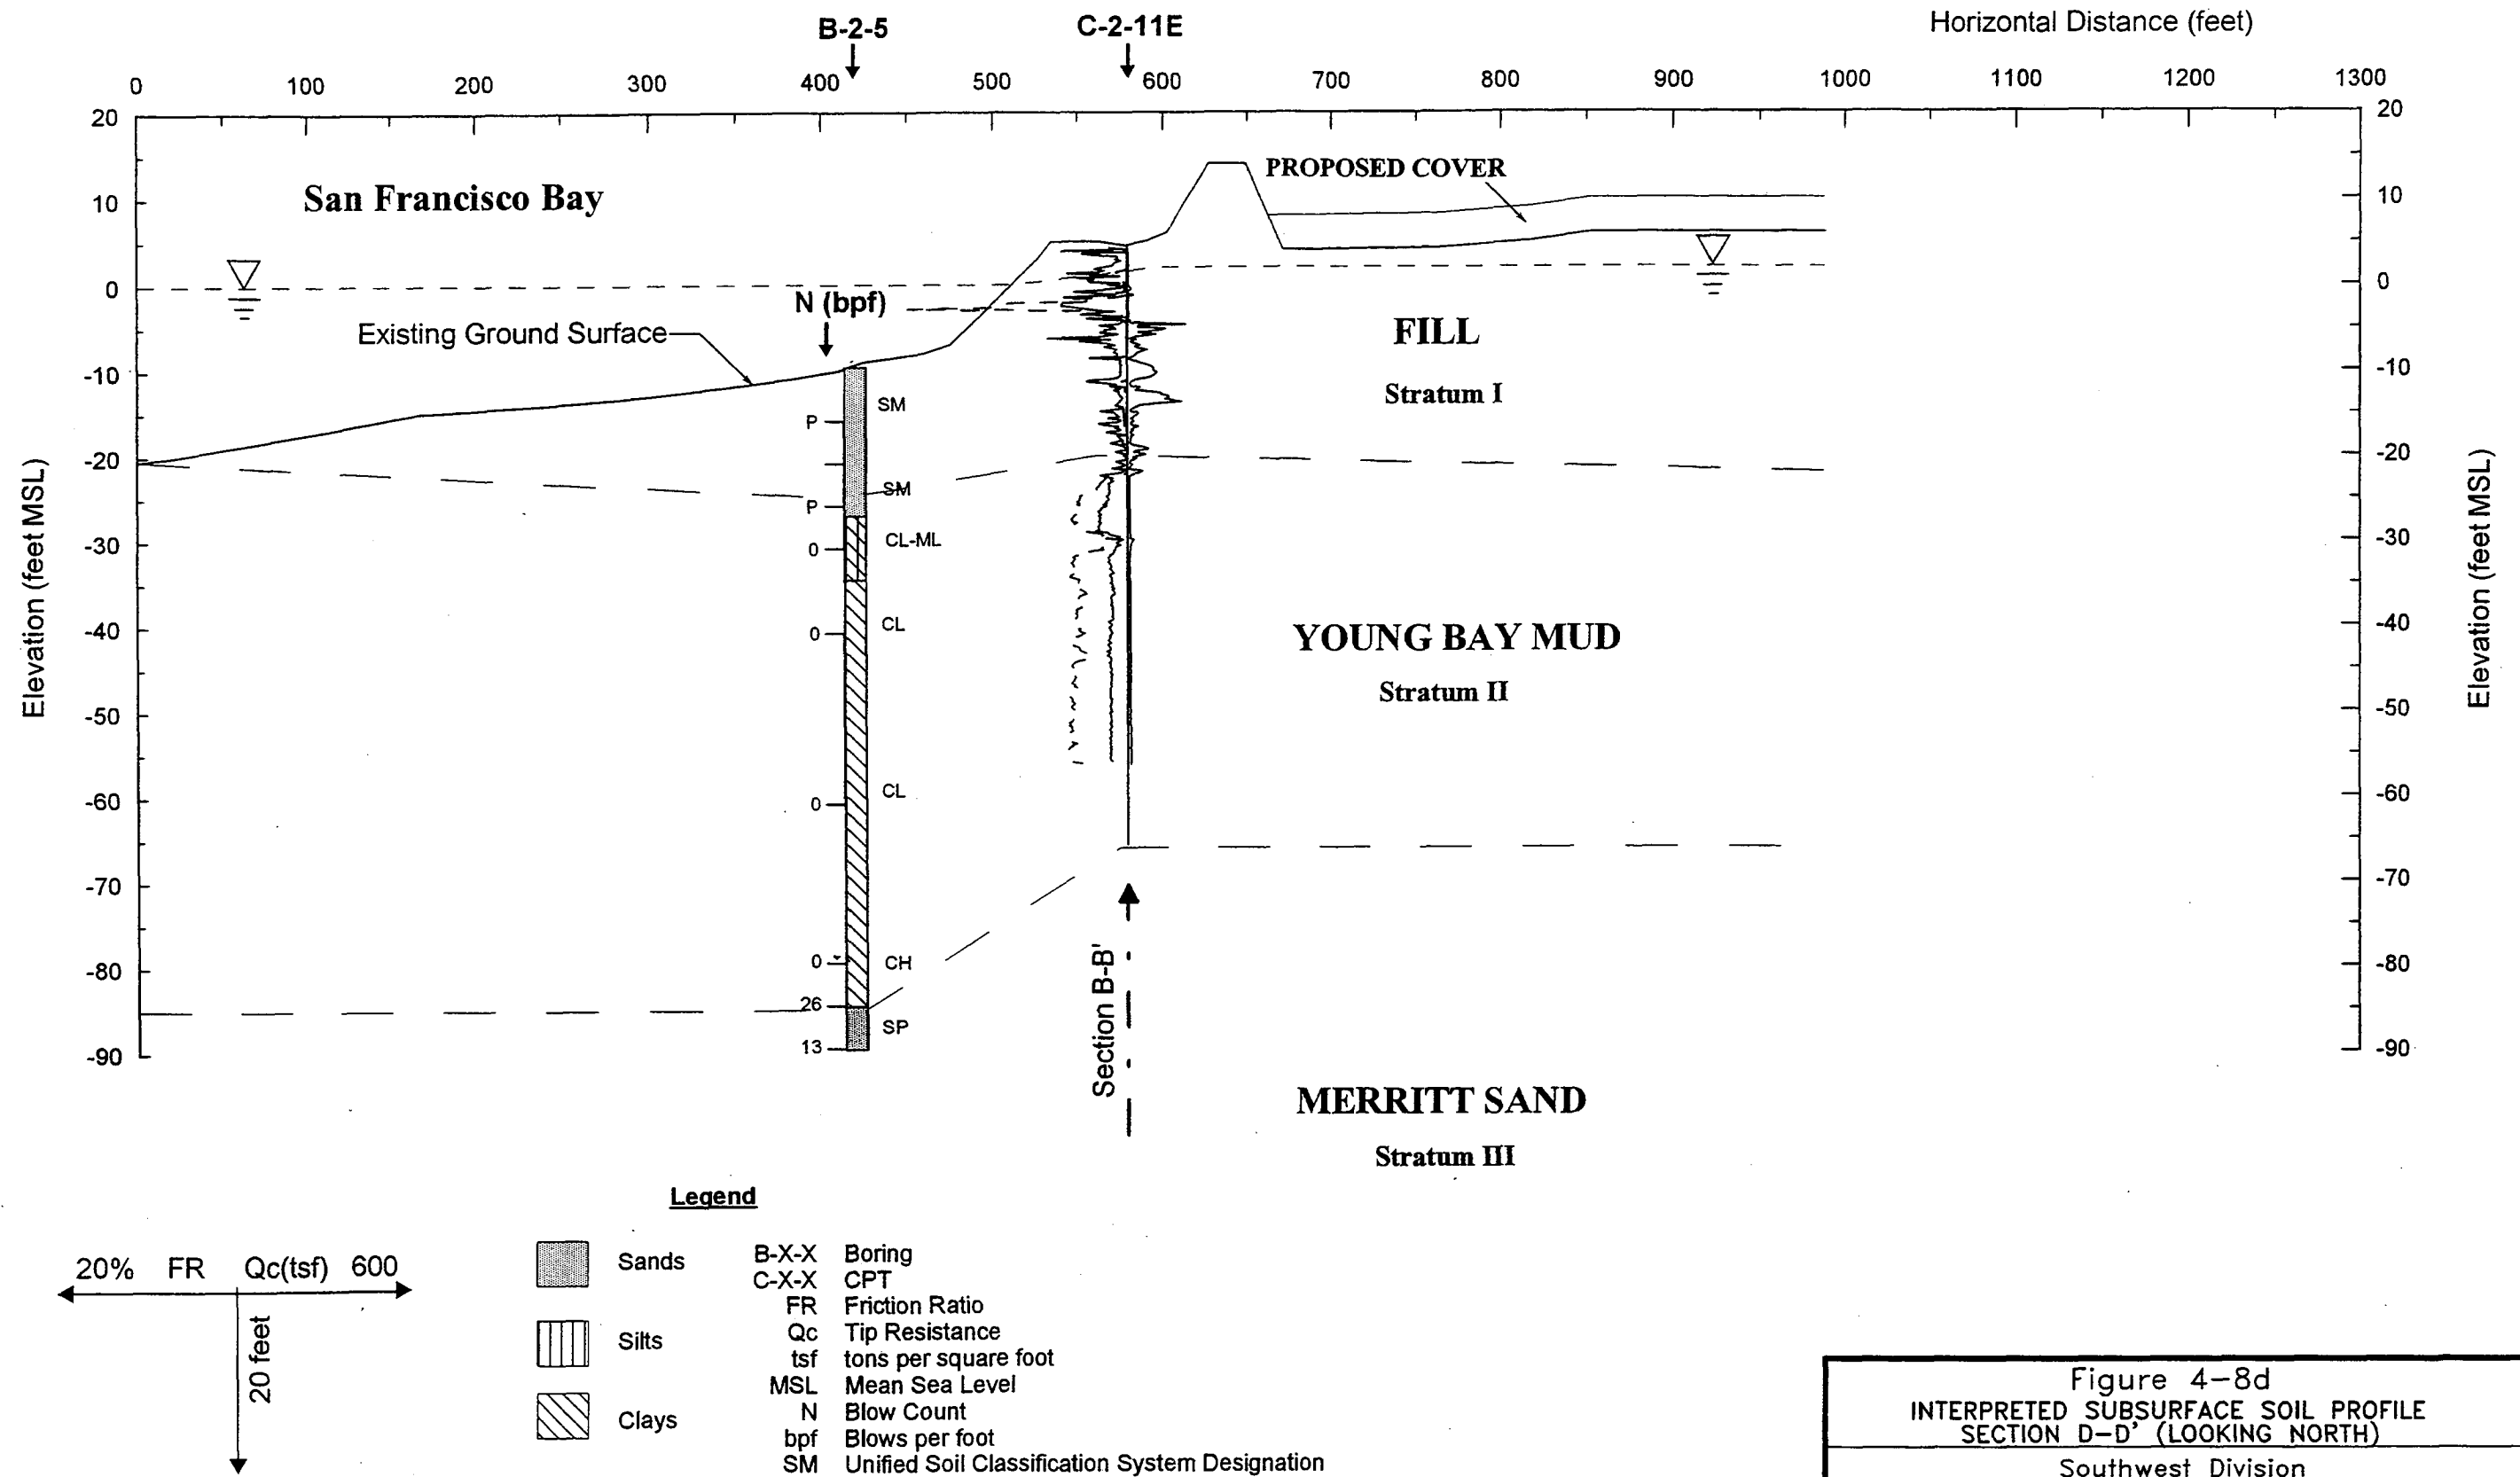 B-2-5
C-2-11E
Horizontal Distance (feet)
0 100 200 300 400 500 600 700 800 900 1000 1100 1200 1300
20
10
0
-10
-20
-30
-40
-50
-60
-70
-80
-90
Elevation (feet MSL)
San Francisco Bay
PROPOSED COVER
N (bpf)
Existing Ground Surface
FILL
Stratum I
P
P
0
0
0
0
26
13
SM
SM
CL-ML
CL
CL
CH
SP
YOUNG BAY MUD
Stratum II
Section B-B'
MERRITT SAND
Stratum III
20
10
0
-10
-20
-30
-40
-50
-60
-70
-80
-90
Elevation (feet MSL)
Legend
20% FR Qc(tsf) 600
20 feet
Sands
Silts
Clays
B-X-X Boring
C-X-X CPT
FR Friction Ratio
Qc Tip Resistance
tsf tons per square foot
MSL Mean Sea Level
N Blow Count
bpf Blows per foot
SM Unified Soil Classification System Designation
Figure 4-8d
INTERPRETED SUBSURFACE SOIL PROFILE
SECTION D-D' (LOOKING NORTH)
Southwest Division